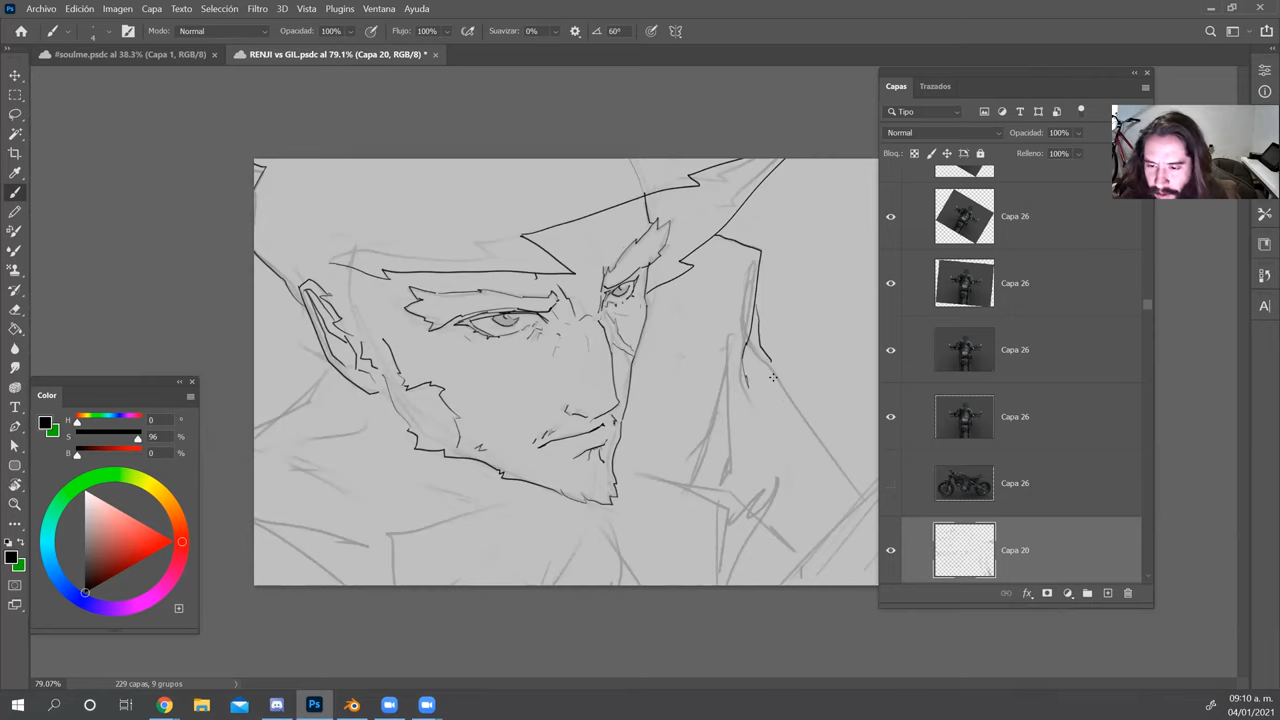 Ps Archivo Edición Imagen Capa Texto Selección Filtro 3D Vista Plugins Ventana Ayuda
4 Modo: Normal Opacidad: 100% Flujo: 100% Suavizar: 0% 60°
#soulme.psdc al 38.3% (Capa 1, RGB/8) × RENJI vs GIL.psdc al 79.1% (Capa 20, RGB/8) * ×
Capas Trazados
Tipo
Normal Opacidad: 100%
Bloq.: Relleno: 100%
Capa 26
Capa 26
Capa 26
Capa 26
Capa 26
Capa 20
fx
Color
H 0 °
S 96 %
B 0 %
79.07% 229 capas, 9 grupos
Ps 09:10 a. m.
04/01/2021